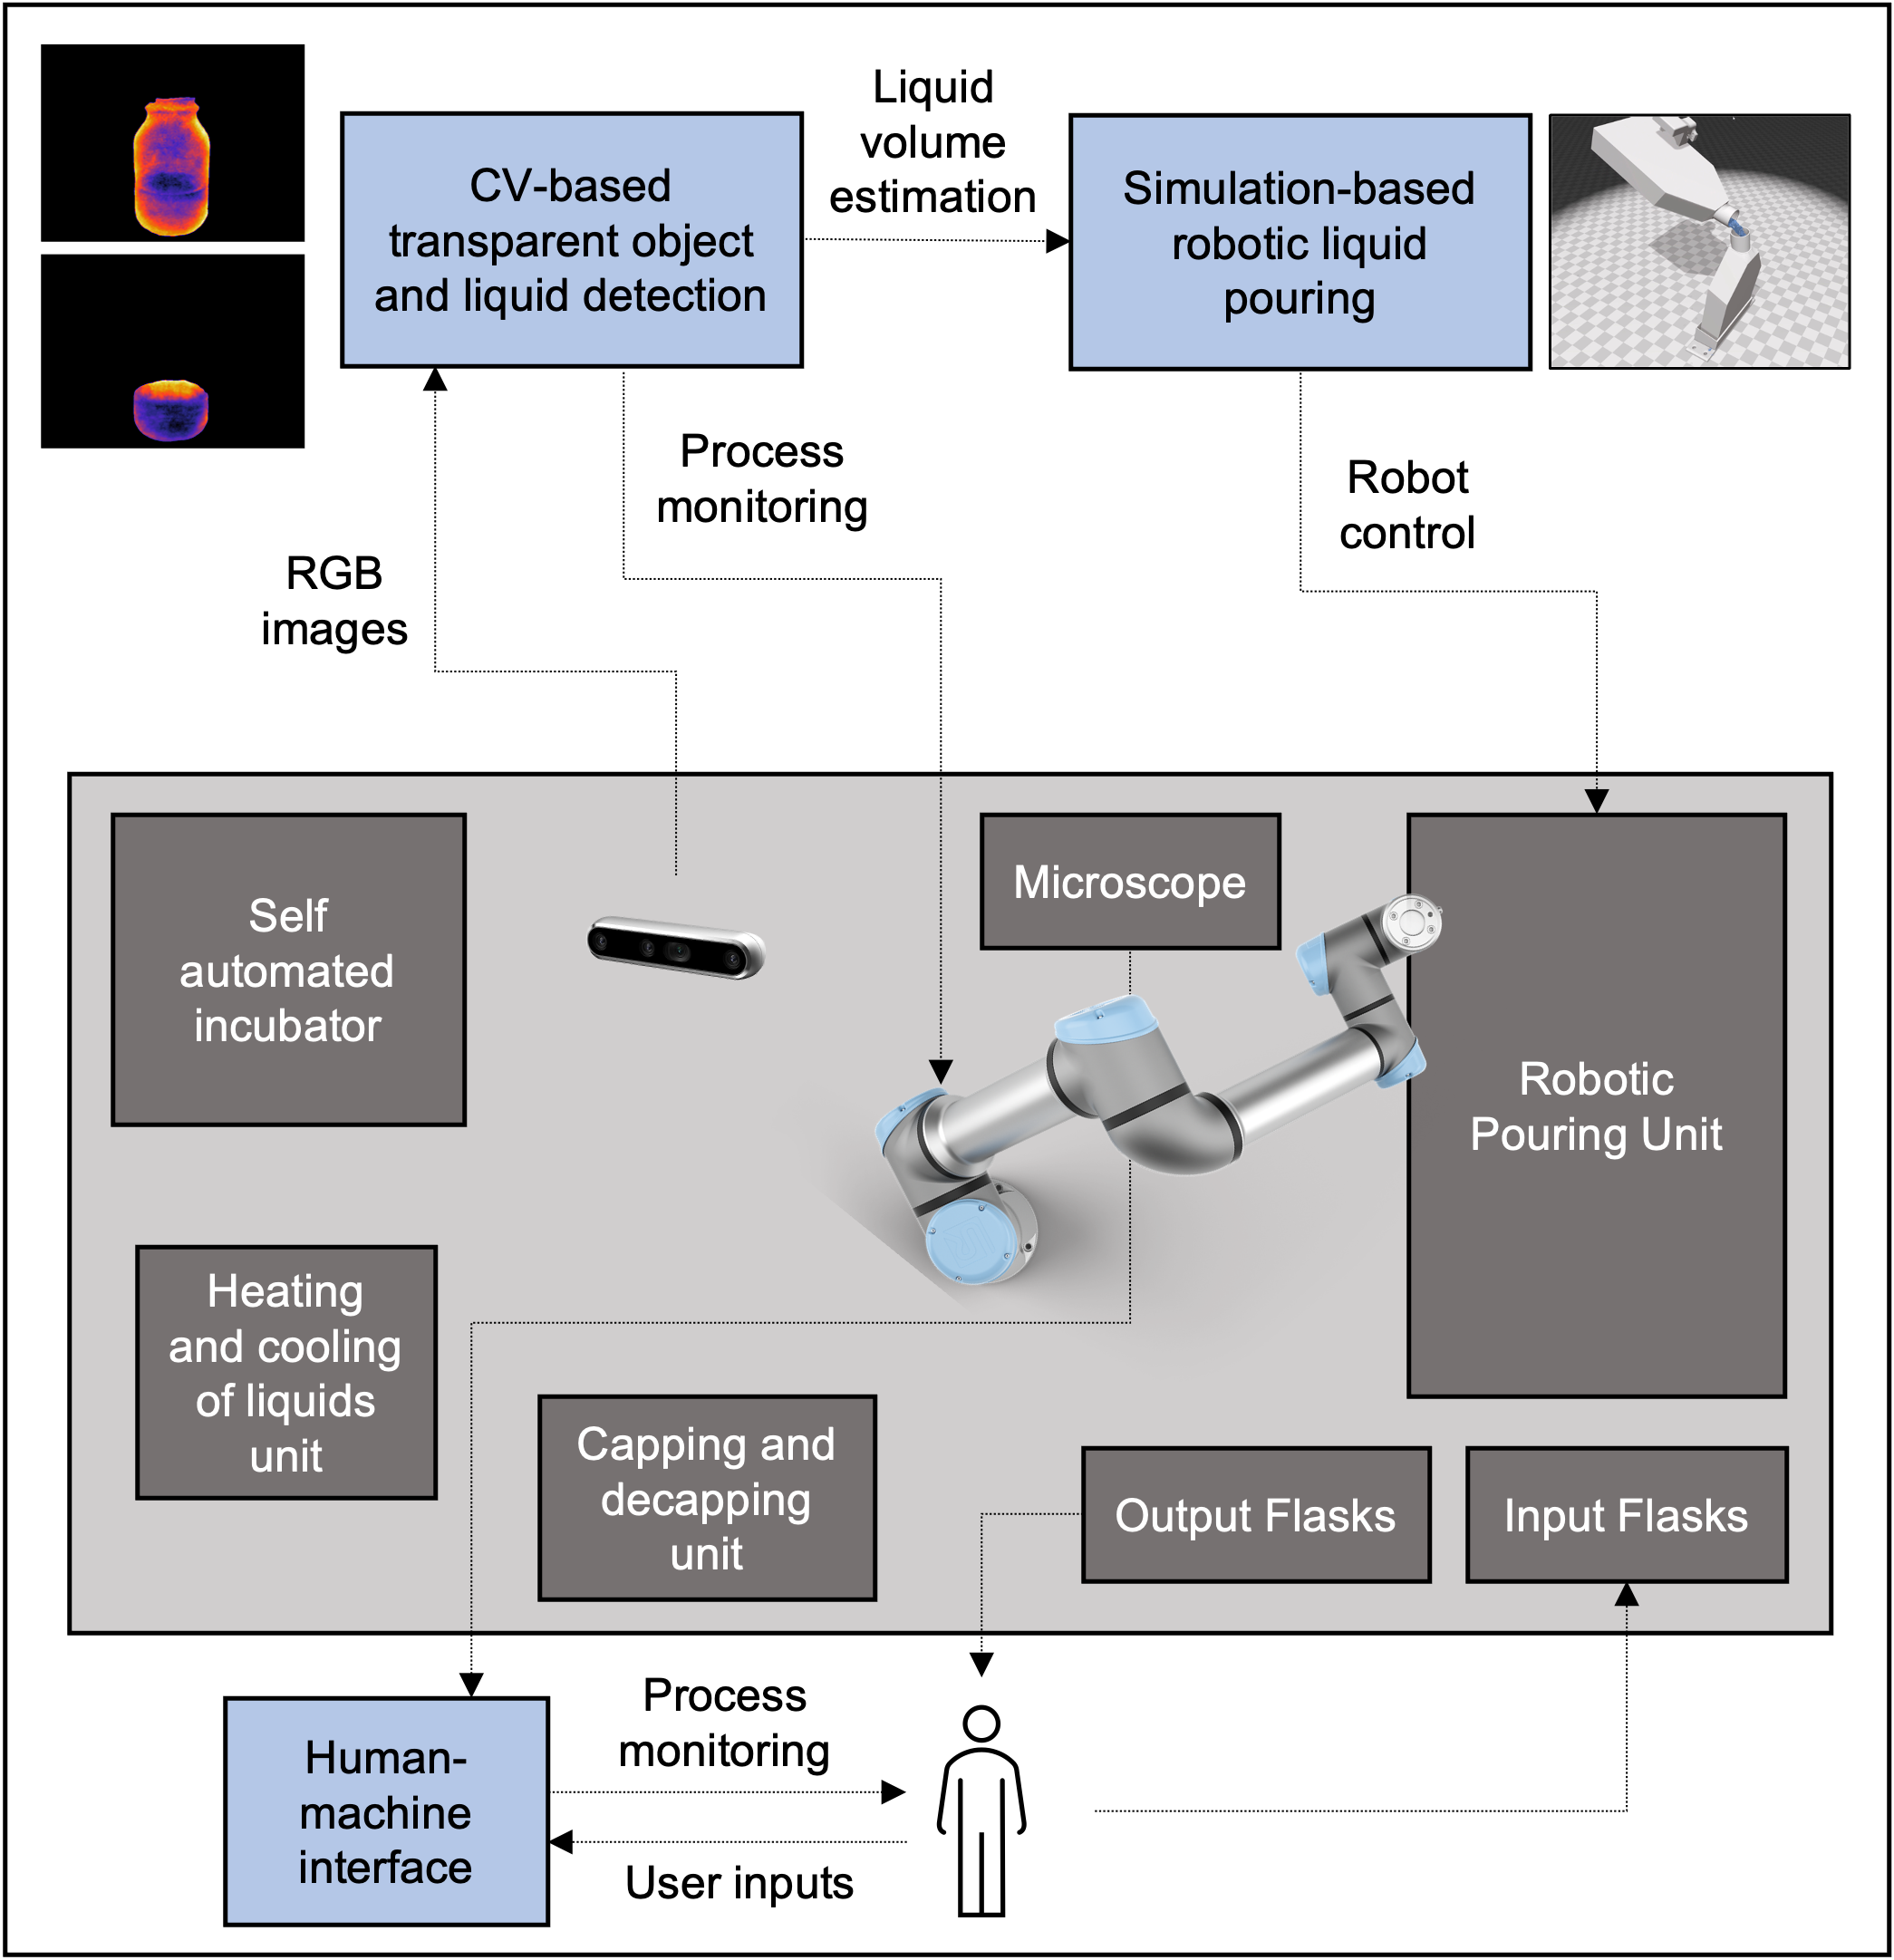 CV-based
transparent object
and liquid detection
Liquid
volume
estimation
Simulation-based
robotic liquid
pouring
Process
monitoring
Robot
control
RGB
images
Self
automated
incubator
Microscope
Robotic
Pouring Unit
Heating
and cooling
of liquids
unit
Capping and
decapping
unit
Output Flasks
Input Flasks
Human-
machine
interface
Process
monitoring
User inputs